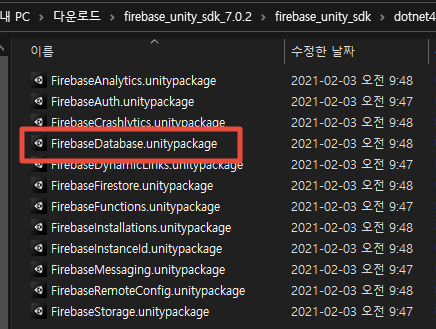 내 PC > 다운로드 > firebase_unity_sdk_7.0.2 > firebase_unity_sdk > dotnet4
이름 수정한 날짜
FirebaseAnalytics.unitypackage 2021-02-03 오전 9:48
FirebaseAuth.unitypackage 2021-02-03 오전 9:47
FirebaseCrashlytics.unitypackage 2021-02-03 오전 9:48
FirebaseDatabase.unitypackage 2021-02-03 오전 9:48
FirebaseDynamicLinks.unitypackage 2021-02-03 오전 9:47
FirebaseFirestore.unitypackage 2021-02-03 오전 9:48
FirebaseFunctions.unitypackage 2021-02-03 오전 9:47
FirebaseInstallations.unitypackage 2021-02-03 오전 9:48
FirebaseInstanceId.unitypackage 2021-02-03 오전 9:48
FirebaseMessaging.unitypackage 2021-02-03 오전 9:47
FirebaseRemoteConfig.unitypackage 2021-02-03 오전 9:48
FirebaseStorage.unitypackage 2021-02-03 오전 9:47